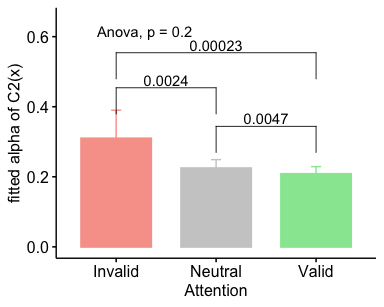 Anova, p = 0.2
0.00023
0.0024
0.0047
fitted alpha of C2(x)
0.6
0.4
0.2
0.0
Invalid Neutral Valid
Attention